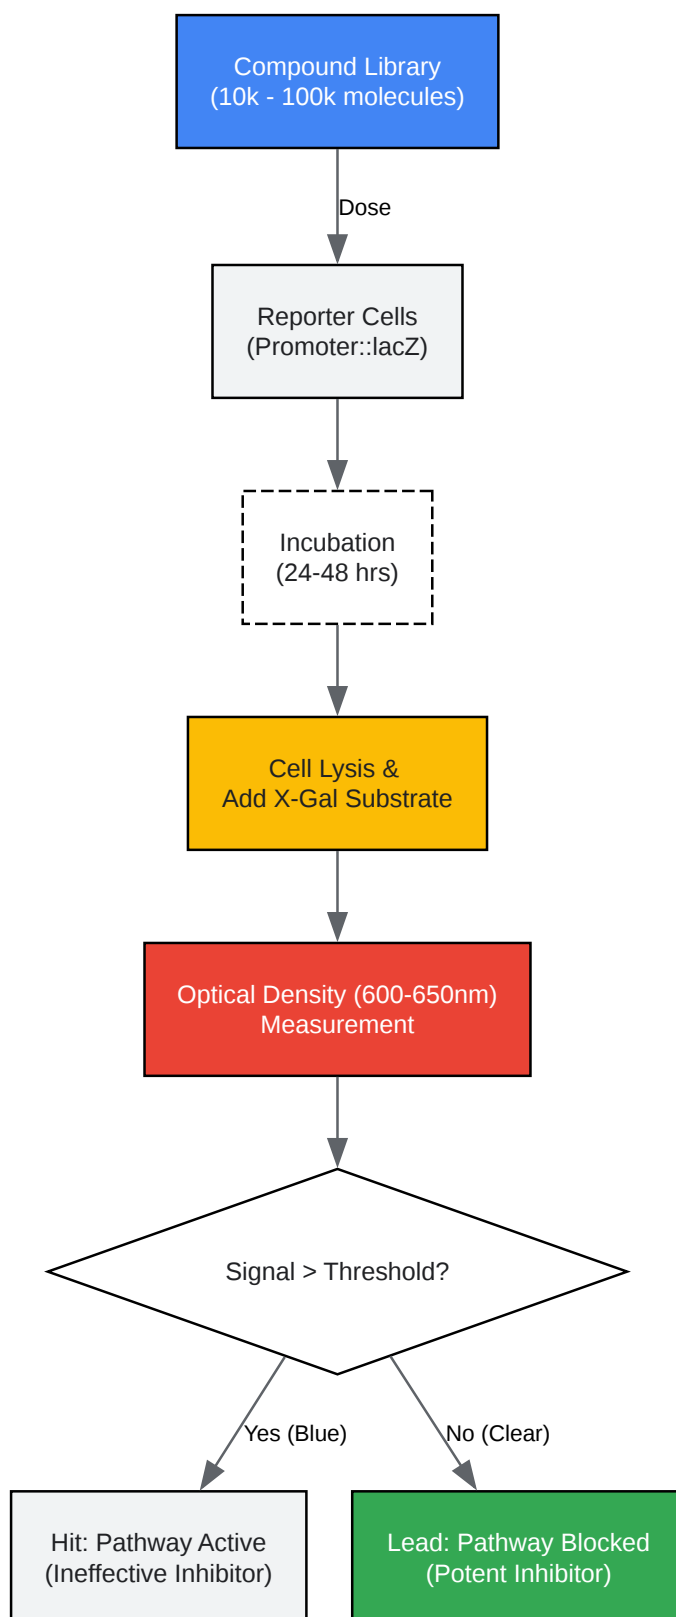 Compound Library
(10k - 100k molecules)
Dose
Reporter Cells
(Promoter::lacZ)
Incubation
(24-48 hrs)
Cell Lysis &
Add X-Gal Substrate
Optical Density (600-650nm)
Measurement
Signal > Threshold?
Yes (Blue)
No (Clear)
Hit: Pathway Active
(Ineffective Inhibitor)
Lead: Pathway Blocked
(Potent Inhibitor)